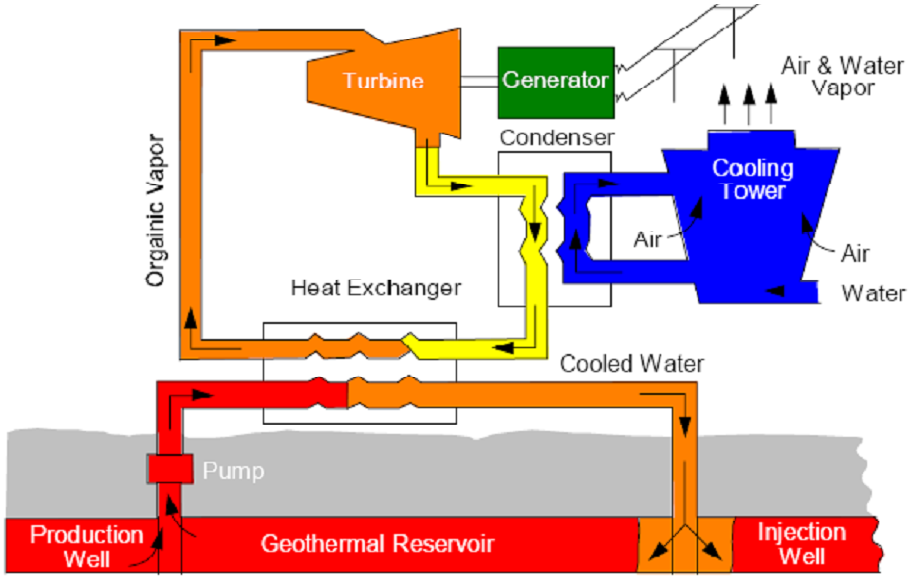 Turbine
Generator
Air & Water
Vapor
Condenser
Cooling
Tower
Orgainic Vapor
Air
Air
Heat Exchanger
Water
Cooled Water
Pump
Production
Well
Geothermal Reservoir
Injection
Well